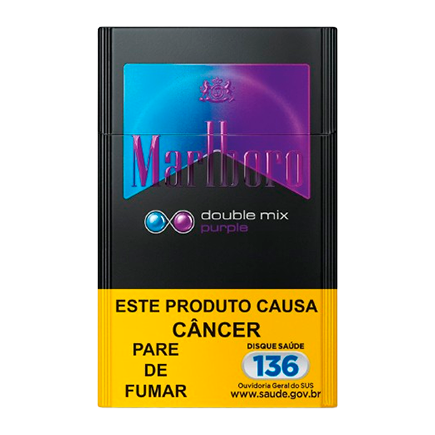 Marlboro
double mix
purple
ESTE PRODUTO CAUSA
CÂNCER
PARE
DE
FUMAR
DISQUE SAÚDE
136
Ouvidoria Geral do SUS
www.saude.gov.br